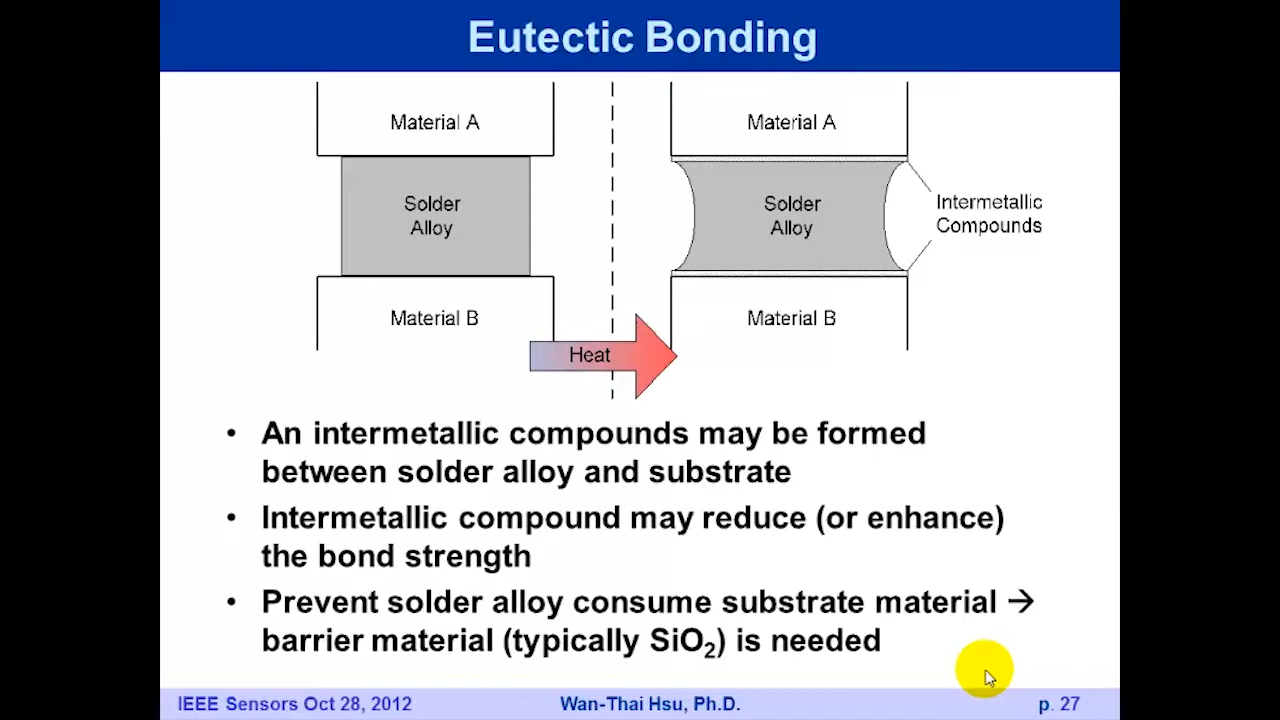 Eutectic Bonding
Material A
Solder
Alloy
Material B
Heat
Material A
Solder
Alloy
Material B
Intermetallic
Compounds
• An intermetallic compounds may be formed
between solder alloy and substrate
• Intermetallic compound may reduce (or enhance)
the bond strength
• Prevent solder alloy consume substrate material →
barrier material (typically SiO₂) is needed
IEEE Sensors Oct 28, 2012
Wan-Thai Hsu, Ph.D.
p. 27